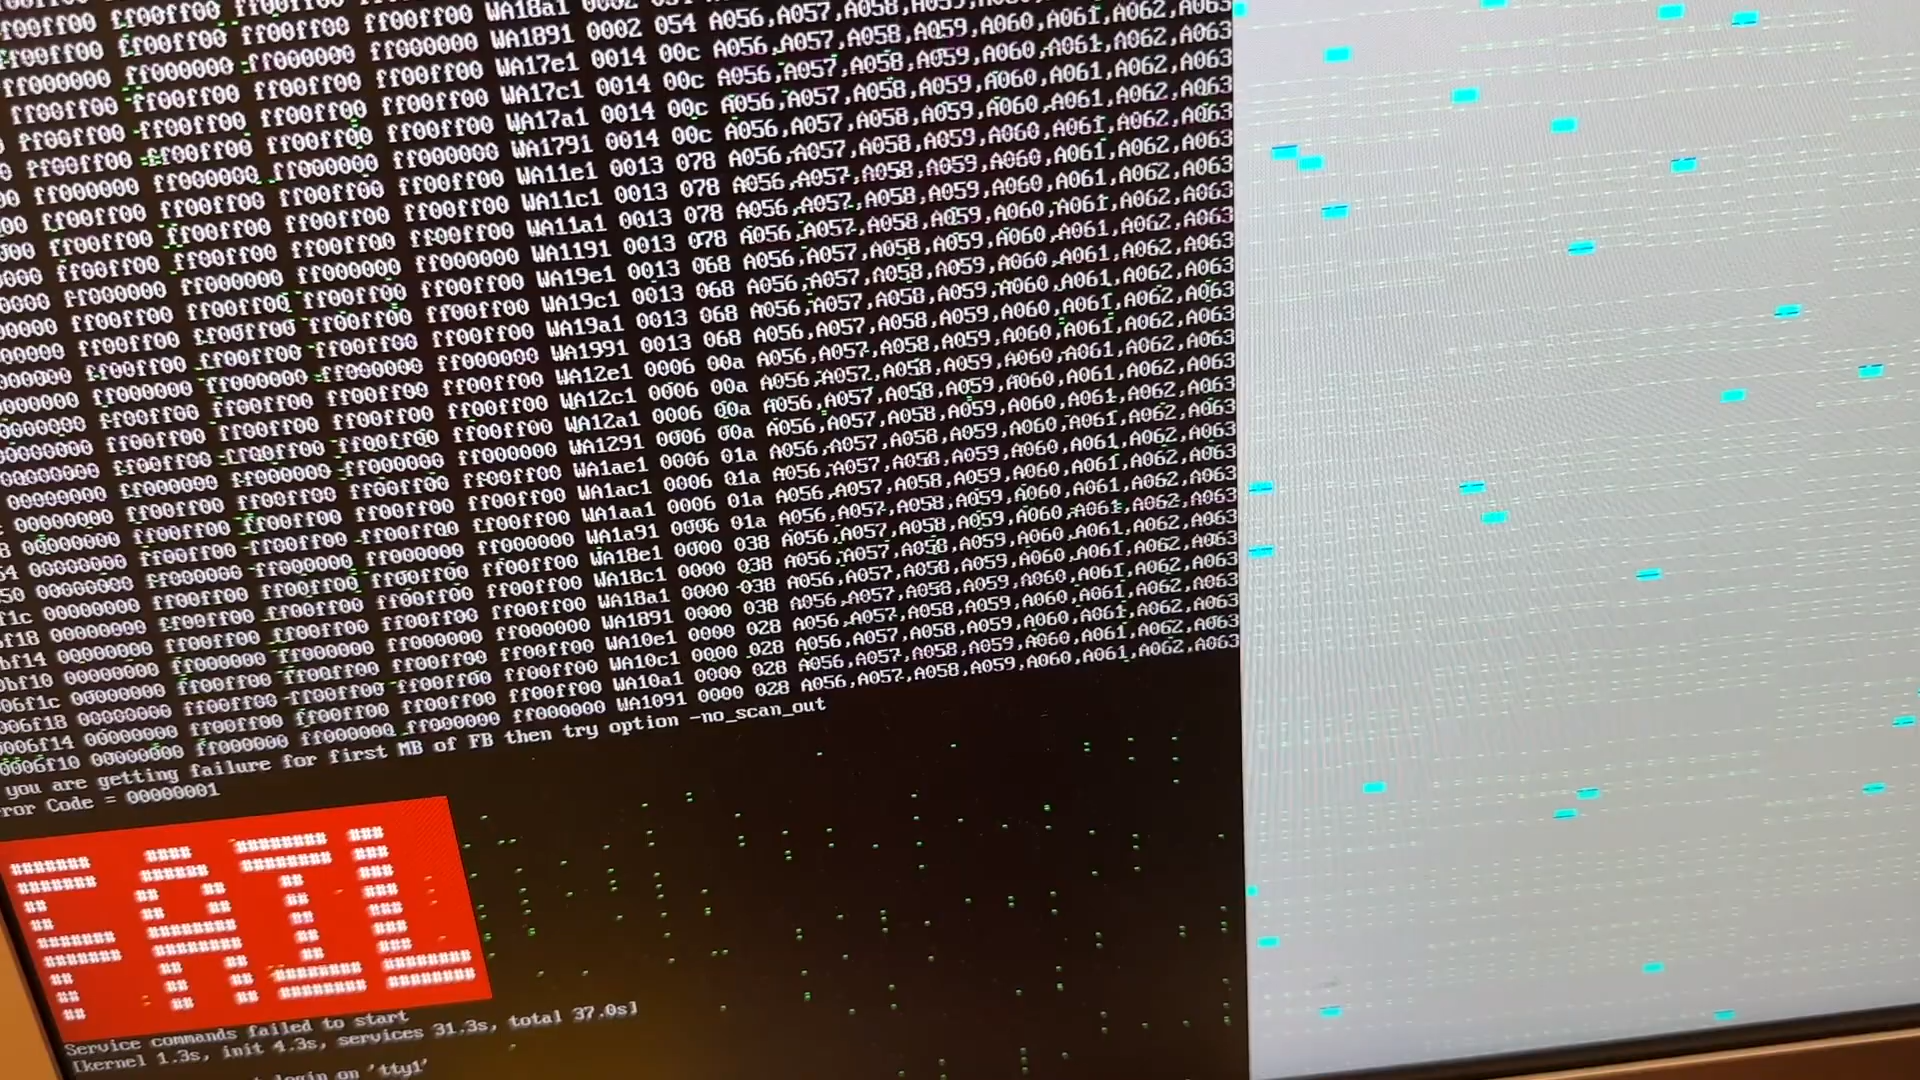 ff00ff00 ff00ff00 ff00ff00 WA18a1 0002
ff00ff00 ff00ff00 ff00ff00 ff000000 WA1891 0002 054 A056,A057,A058,A059,A060,A061,A062,A063
ff000000 ff000000 ff000000 ff00ff00 WA17e1 0014 00c A056,A057,A058,A059,A060,A061,A062,A063
ff00ff00 ff00ff00 ff00ff00 ff00ff00 WA17c1 0014 00c A056,A057,A058,A059,A060,A061,A062,A063
ff00ff00 ff00ff00 ff00ff00 ff00ff00 WA17a1 0014 00c A056,A057,A058,A059,A060,A061,A062,A063
ff00ff00 ff00ff00 ff00ff00 ff000000 WA1791 0014 00c A056,A057,A058,A059,A060,A061,A062,A063
ff000000 ff000000 ff000000 ff00ff00 WA11e1 0013 078 A056,A057,A058,A059,A060,A061,A062,A063
ff00ff00 ff00ff00 ff00ff00 ff00ff00 WA11c1 0013 078 A056,A057,A058,A059,A060,A061,A062,A063
ff00ff00 ff00ff00 ff00ff00 ff00ff00 WA11a1 0013 078 A056,A057,A058,A059,A060,A061,A062,A063
ff00ff00 ff00ff00 ff00ff00 ff000000 WA1191 0013 078 A056,A057,A058,A059,A060,A061,A062,A063
ff000000 ff000000 ff000000 ff00ff00 WA19e1 0013 068 A056,A057,A058,A059,A060,A061,A062,A063
ff00ff00 ff00ff00 ff00ff00 ff00ff00 WA19c1 0013 068 A056,A057,A058,A059,A060,A061,A062,A063
ff00ff00 ff00ff00 ff00ff00 ff00ff00 WA19a1 0013 068 A056,A057,A058,A059,A060,A061,A062,A063
ff00ff00 ff00ff00 ff00ff00 ff000000 WA1991 0013 068 A056,A057,A058,A059,A060,A061,A062,A063
ff000000 ff000000 ff000000 ff00ff00 WA12e1 0006 00a A056,A057,A058,A059,A060,A061,A062,A063
ff00ff00 ff00ff00 ff00ff00 ff00ff00 WA12c1 0006 00a A056,A057,A058,A059,A060,A061,A062,A063
ff00ff00 ff00ff00 ff00ff00 ff00ff00 WA12a1 0006 00a A056,A057,A058,A059,A060,A061,A062,A063
ff00ff00 ff00ff00 ff00ff00 ff000000 WA1291 0006 00a A056,A057,A058,A059,A060,A061,A062,A063
00000000 ff000000 ff000000 ff000000 ff00ff00 WA1ae1 0006 01a A056,A057,A058,A059,A060,A061,A062,A063
00000000 ff00ff00 ff00ff00 ff00ff00 ff00ff00 WA1ac1 0006 01a A056,A057,A058,A059,A060,A061,A062,A063
00000000 ff00ff00 ff00ff00 ff00ff00 ff00ff00 WA1aa1 0006 01a A056,A057,A058,A059,A060,A061,A062,A063
00000000 ff00ff00 ff00ff00 ff00ff00 ff000000 WA1a91 0006 01a A056,A057,A058,A059,A060,A061,A062,A063
00000000 ff000000 ff000000 ff000000 ff00ff00 WA18e1 0000 038 A056,A057,A058,A059,A060,A061,A062,A063
00000000 ff00ff00 ff00ff00 ff00ff00 ff00ff00 WA18c1 0000 038 A056,A057,A058,A059,A060,A061,A062,A063
00000000 ff00ff00 ff00ff00 ff00ff00 ff00ff00 WA18a1 0000 038 A056,A057,A058,A059,A060,A061,A062,A063
00000000 ff00ff00 ff00ff00 ff00ff00 ff000000 WA1891 0000 038 A056,A057,A058,A059,A060,A061,A062,A063
06f1c 00000000 ff000000 ff000000 ff000000 ff00ff00 WA10e1 0000 028 A056,A057,A058,A059,A060,A061,A062,A063
006f18 00000000 ff00ff00 ff00ff00 ff00ff00 ff00ff00 WA10c1 0000 028 A056,A057,A058,A059,A060,A061,A062,A063
0006f14 00000000 ff00ff00 ff00ff00 ff00ff00 ff00ff00 WA10a1 0000 028 A056,A057,A058,A059,A060,A061,A062,A063
0006f10 00000000 ff000000 ff000000 ff000000 ff000000 WA1091 0000 028 A056,A057,A058,A059,A060,A061,A062,A063
you are getting failure for first MB of FB then try option -no_scan_out
ror Code = 00000001
FAIL
Service commands failed to start
[kernel 1.3s, init 4.3s, services 31.3s, total 37.0s]
login on 'tty1'